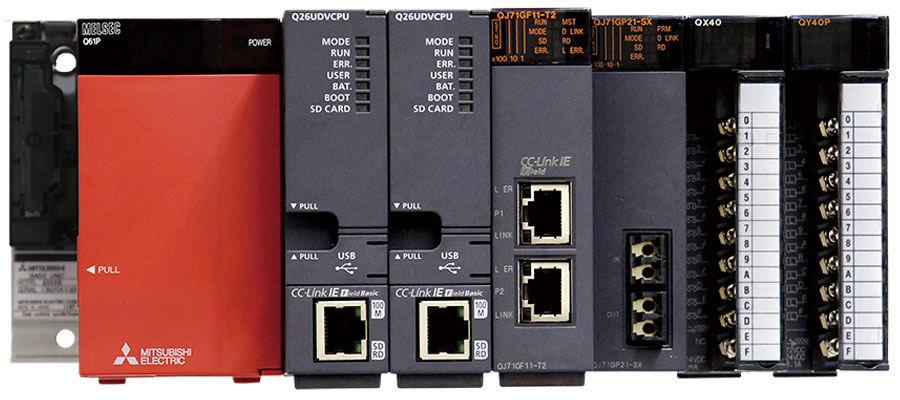 MELSEC
Q61P
POWER
PULL
MITSUBISHI
ELECTRIC
MITSUBISHI
Q26UDVCPU
MODE
RUN
ERR.
USER
BAT.
BOOT
SD CARD
PULL
PULL
USB
CC-Link IE Field Basic
100
M
SD
RD
Q26UDVCPU
MODE
RUN
ERR.
USER
BAT.
BOOT
SD CARD
PULL
PULL
USB
CC-Link IE Field Basic
100
M
SD
RD
QJ71GF11-T2
RUN MST
MODE D LINK
SD RD
ERR. L ERR.
x100 10 1
CC-Link IE
Field
L ER
P1
LINK
L ER
P2
LINK
QJ71GF11-T2
QJ71GP21-SX
RUN PRM
MODE D LINK
SD RD
ERR.
x100 10 1
IN
OUT
QJ71GP21-SX
QX40
0
1
2
3
4
5
6
7
8
9
A
B
C
D
E
F
QY40P
0
1
2
3
4
5
6
7
8
9
A
B
C
D
E
F